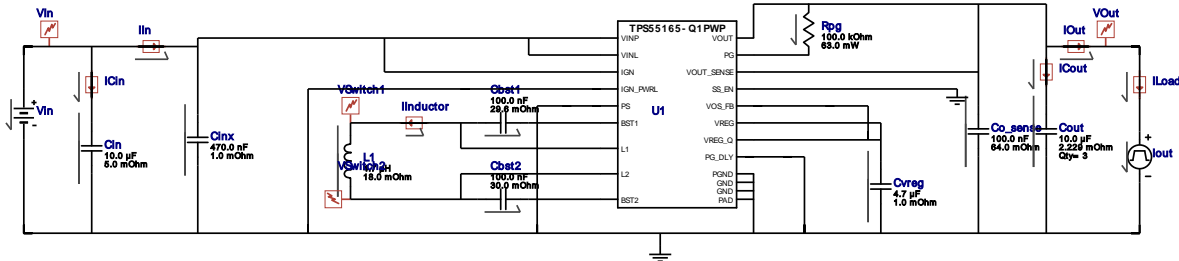 Vin
IIn
ICin
Vin
+
-
Cin
10.0 µF
5.0 mOhm
Cinx
470.0 nF
1.0 mOhm
VSwitch1
IInductor
L1
18.0 mOhm
VSwitch2
Cbst1
100.0 nF
29.6 mOhm
Cbst2
100.0 nF
30.0 mOhm
TPS55165-Q1PWP
U1
VINP
VINL
IGN
IGN_PWRL
PS
BST1
L1
L2
BST2
VOUT
PG
VOUT_SENSE
SS_EN
VOS_FB
VREG
VREG_Q
PG_DLY
PGND
GND
GND
PAD
Rpg
100.0 kOhm
63.0 mW
Cvreg
4.7 µF
1.0 mOhm
Co_sense
100.0 nF
64.0 mOhm
Cout
10.0 µF
2.229 mOhm
Qty= 3
VOut
IOut
ICout
ILoad
Iout
+
-